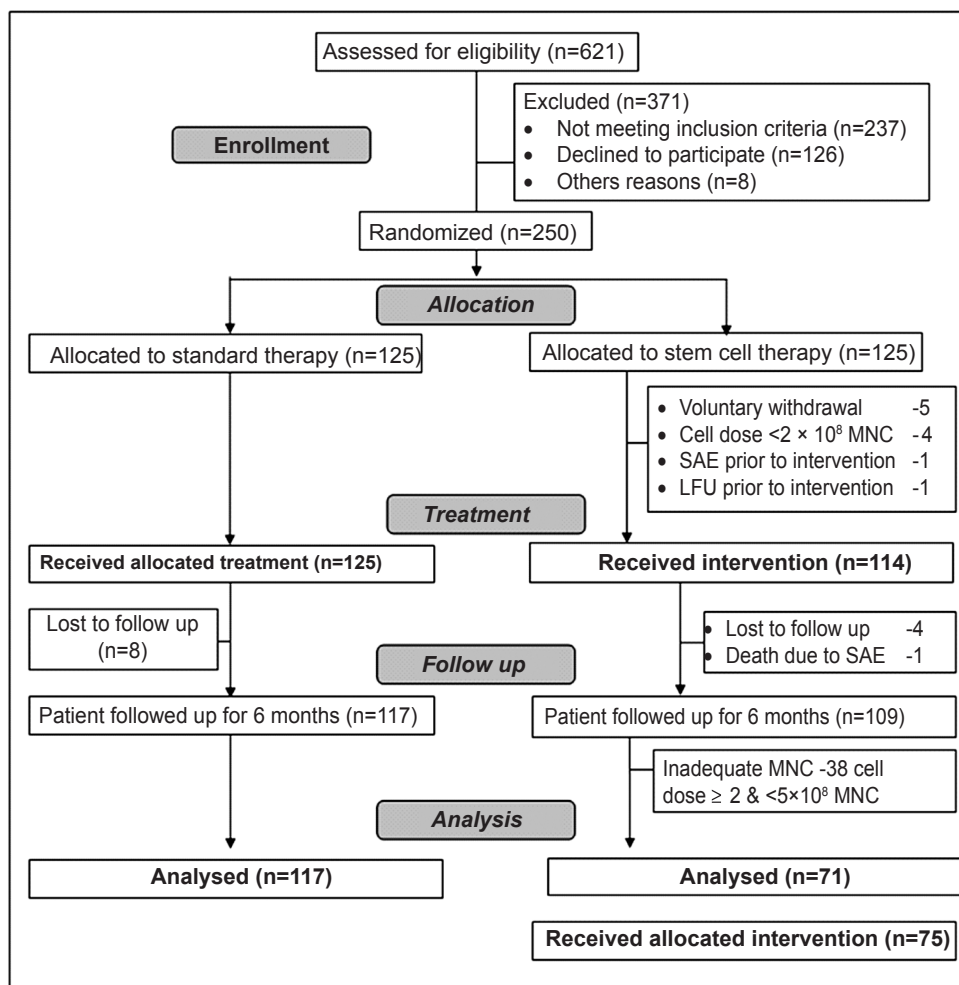 Assessed for eligibility (n=621)
Excluded (n=371)
• Not meeting inclusion criteria (n=237)
• Declined to participate (n=126)
• Others reasons (n=8)
Enrollment
Randomized (n=250)
Allocation
Allocated to standard therapy (n=125)
Allocated to stem cell therapy (n=125)
• Voluntary withdrawal -5
• Cell dose <2 × 10⁸ MNC -4
• SAE prior to intervention -1
• LFU prior to intervention -1
Treatment
Received allocated treatment (n=125)
Received intervention (n=114)
Lost to follow up
(n=8)
• Lost to follow up -4
• Death due to SAE -1
Follow up
Patient followed up for 6 months (n=117)
Patient followed up for 6 months (n=109)
Inadequate MNC -38 cell
dose ≥ 2 & <5×10⁸ MNC
Analysis
Analysed (n=117)
Analysed (n=71)
Received allocated intervention (n=75)